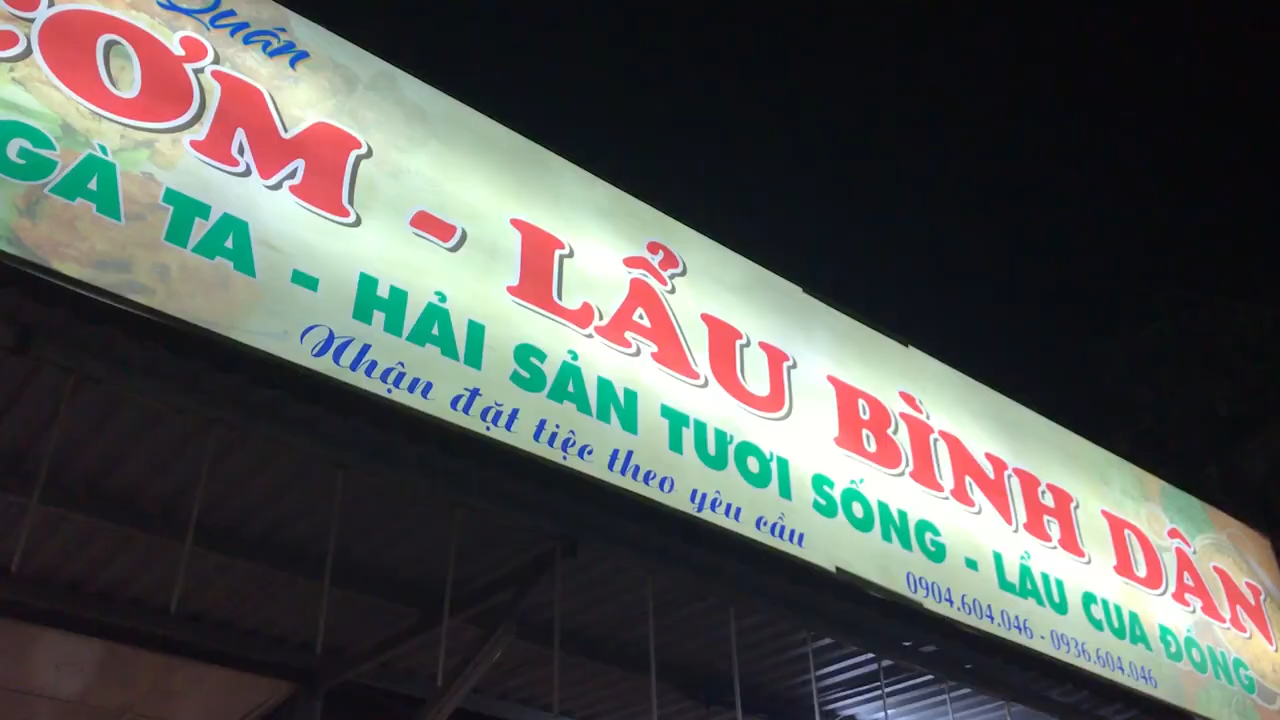 Quán
CƠM - LẨU BÌNH DÂN
GÀ TA - HẢI SẢN TƯƠI SỐNG - LẨU CUA ĐỒNG
Nhận đặt tiệc theo yêu cầu
0904.604.046 - 0936.604.046